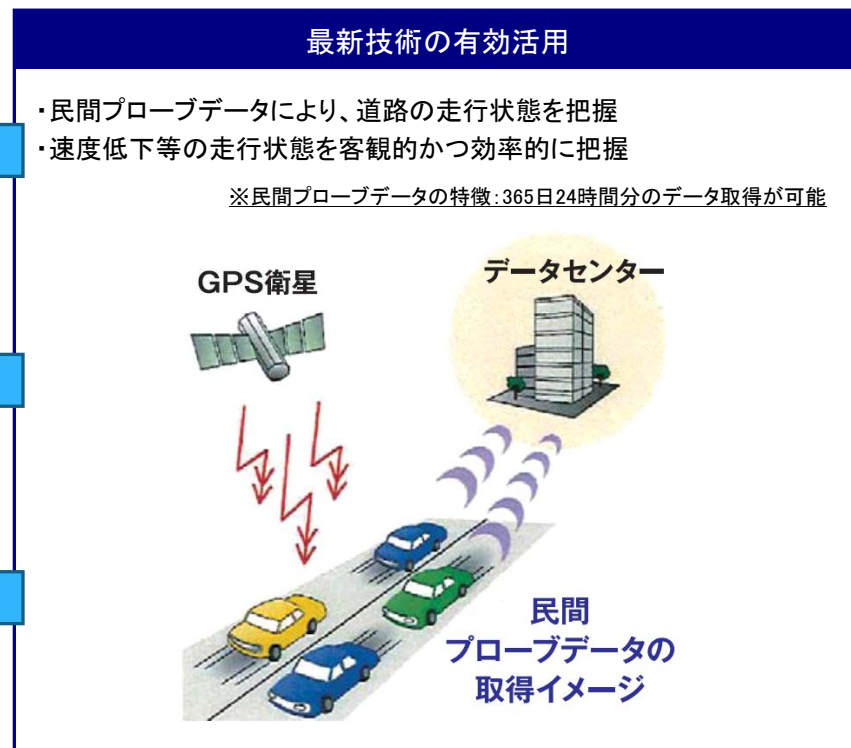 最新技術の有効活用
・民間プローブデータにより、道路の走行状態を把握
・速度低下等の走行状態を客観的かつ効率的に把握
※民間プローブデータの特徴：365日24時間分のデータ取得が可能
GPS衛星
データセンター
民間
プローブデータの
取得イメージ